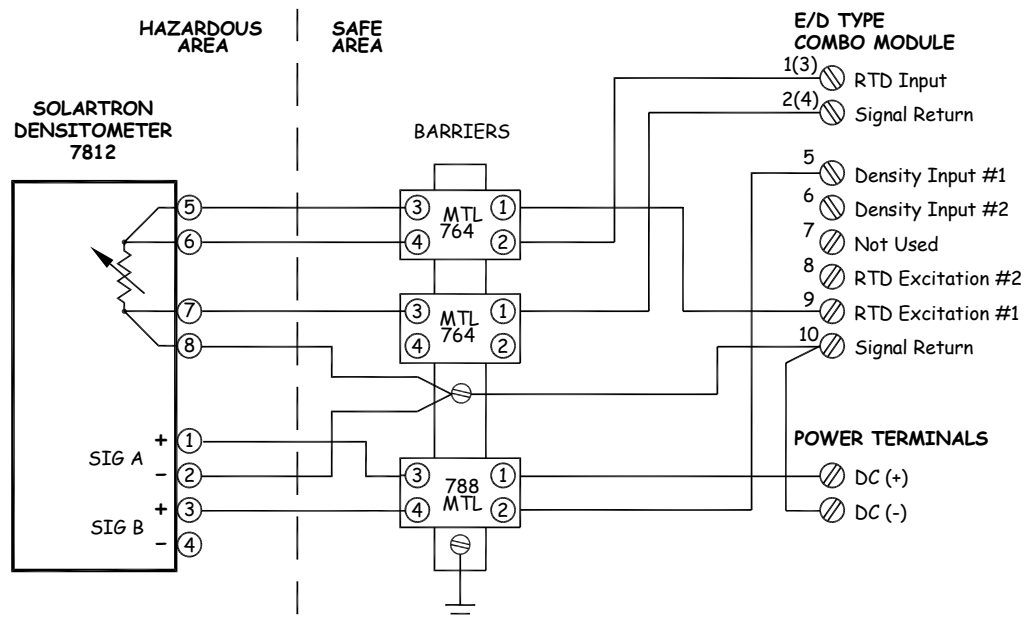 HAZARDOUS
AREA
SAFE
AREA
E/D TYPE
COMBO MODULE
SOLARTRON
DENSITOMETER
7812
BARRIERS
1(3)
RTD Input
2(4)
Signal Return
5
Density Input #1
6
Density Input #2
7
Not Used
8
RTD Excitation #2
9
RTD Excitation #1
10
Signal Return
5
6
7
8
3
MTL
764
1
4
2
3
MTL
764
1
4
2
SIG A
+ 1
- 2
SIG B
+ 3
- 4
3
788
MTL
1
4
2
POWER TERMINALS
DC (+)
DC (-)